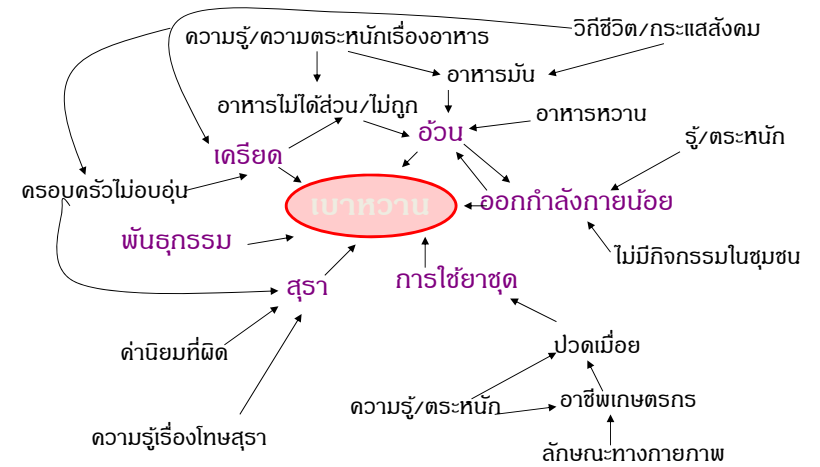 วิถีชีวิต/กระแสสังคม
ความรู้/ความตระหนักเรื่องอาหาร
อาหารมัน
อาหารไม่ได้ส่วน/ไม่ถูก
อาหารหวาน
อ้วน
รู้/ตระหนัก
เครียด
ครอบครัวไม่อบอุ่น
เบาหวาน
ออกกำลังกายน้อย
พันธุกรรม
ไม่มีกิจกรรมในชุมชน
สุรา
การใช้ยาชุด
ค่านิยมที่ผิด
ปวดเมื่อย
ความรู้/ตระหนัก
อาชีพเกษตรกร
ความรู้เรื่องโทษสุรา
ลักษณะทางกายภาพ